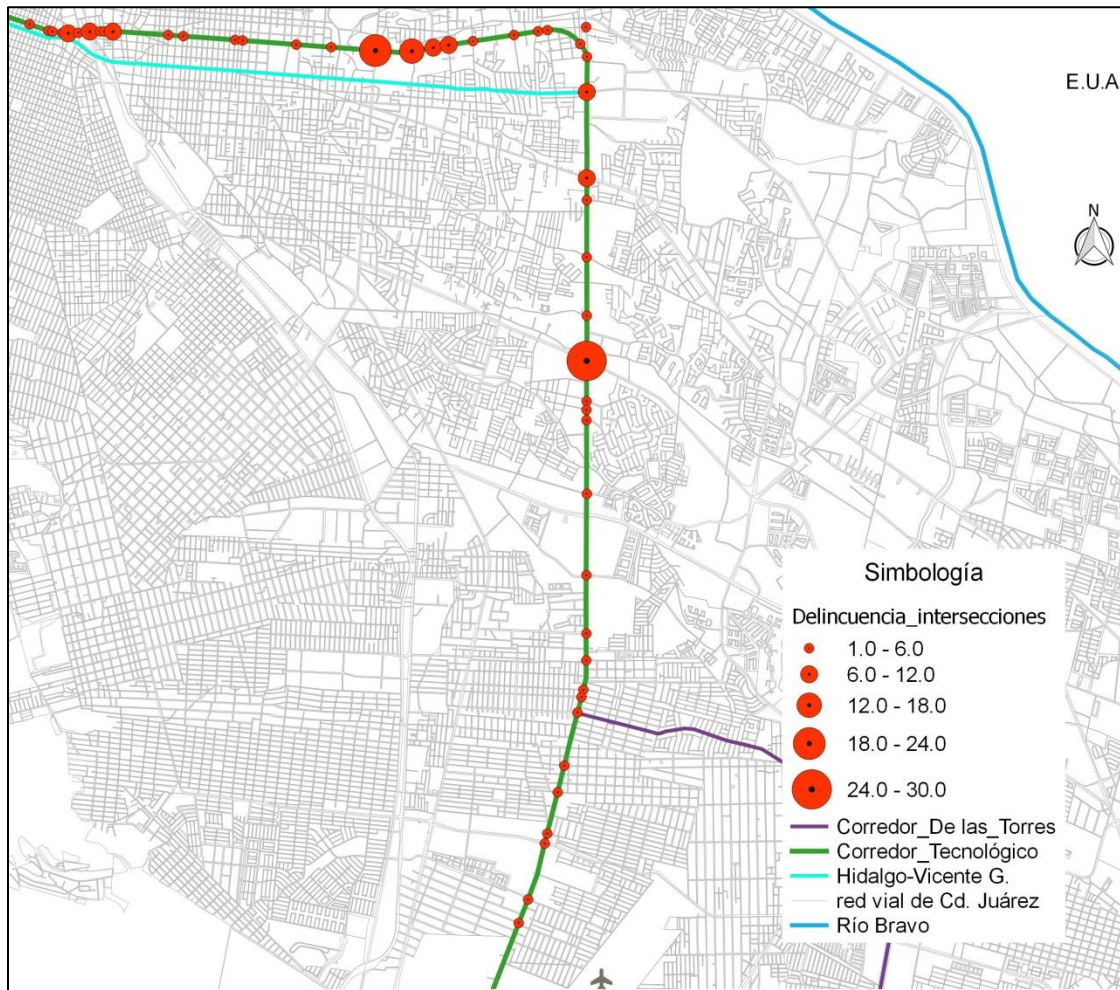 E.U.A
N
Simbología
Delincuencia_intersecciones
1.0 - 6.0
6.0 - 12.0
12.0 - 18.0
18.0 - 24.0
24.0 - 30.0
Corredor_De las_Torres
Corredor_Tecnológico
Hidalgo-Vicente G.
red vial de Cd. Juárez
Río Bravo